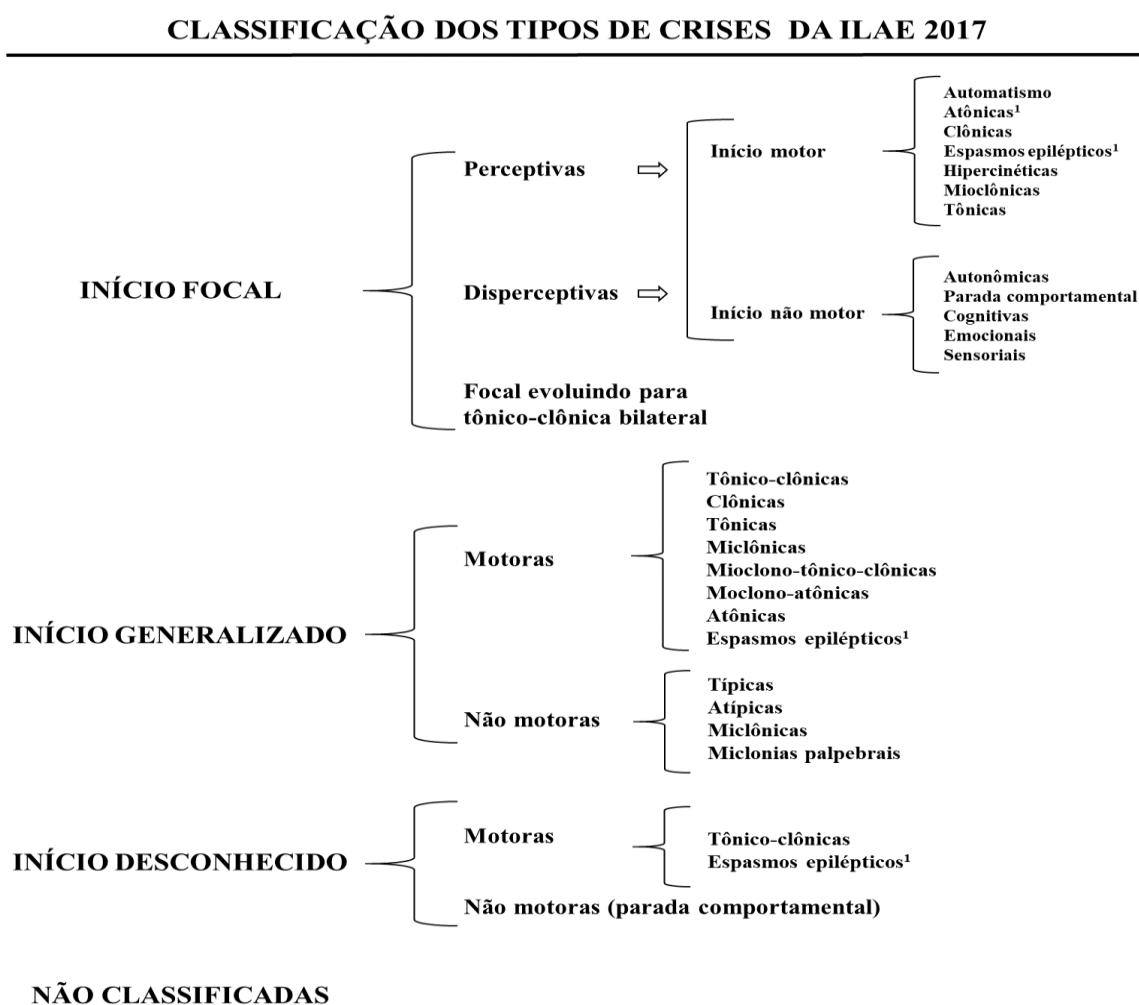 CLASSIFICAÇÃO DOS TIPOS DE CRISES DA ILAE 2017
INÍCIO FOCAL
Perceptivas
Início motor
Automatismo
Atônicas¹
Clônicas
Espasmos epilépticos¹
Hipercinéticas
Mioclônicas
Tônicas
Disperceptivas
Início não motor
Autonômicas
Parada comportamental
Cognitivas
Emocionais
Sensoriais
Focal evoluindo para
tônico-clônica bilateral
INÍCIO GENERALIZADO
Motoras
Tônico-clônicas
Clônicas
Tônicas
Miclônicas
Mioclono-tônico-clônicas
Moclono-atônicas
Atônicas
Espasmos epilépticos¹
Não motoras
Típicas
Atípicas
Miclônicas
Miclonias palpebrais
INÍCIO DESCONHECIDO
Motoras
Tônico-clônicas
Espasmos epilépticos¹
Não motoras (parada comportamental)
NÃO CLASSIFICADAS